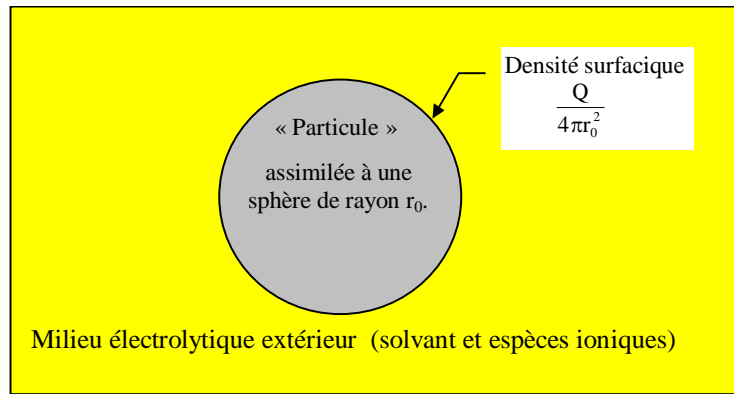 Densité surfacique
Q
4πr₀²
« Particule »
assimilée à une
sphère de rayon r₀.
Milieu électrolytique extérieur (solvant et espèces ioniques)